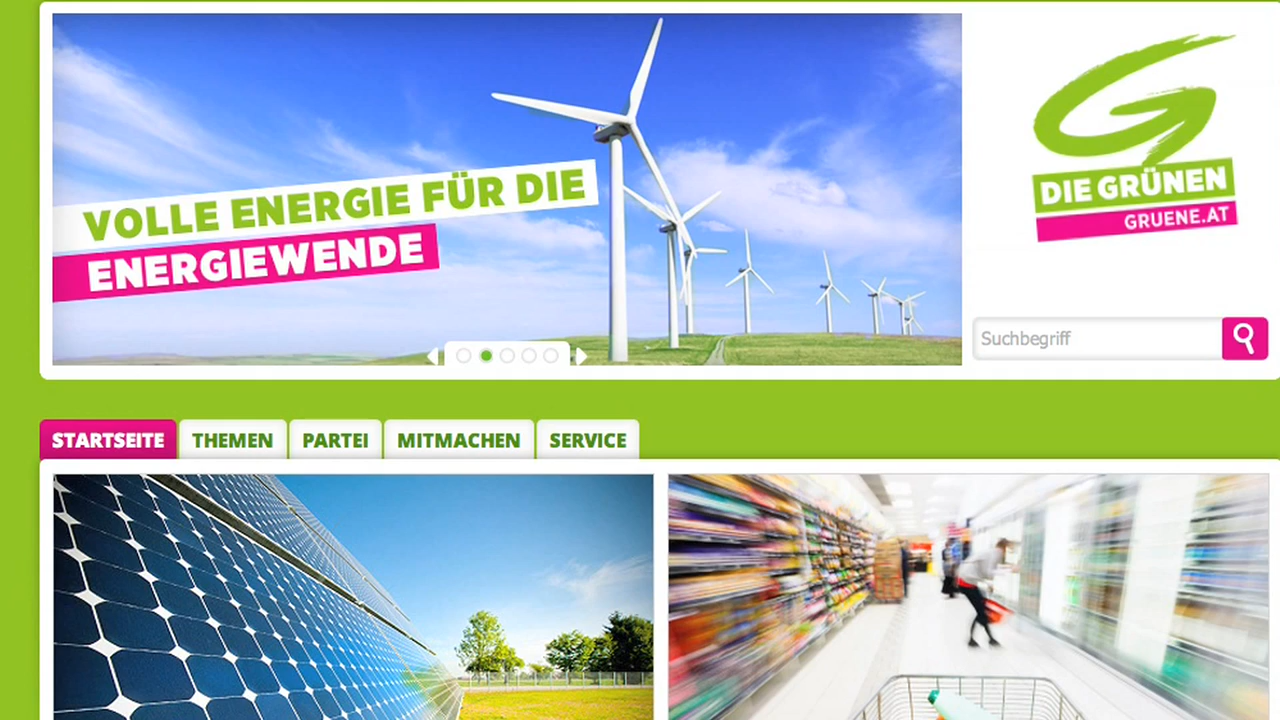 VOLLE ENERGIE FÜR DIE
ENERGIEWENDE
DIE GRÜNEN
GRUENE.AT
Suchbegriff
STARTSEITE THEMEN PARTEI MITMACHEN SERVICE